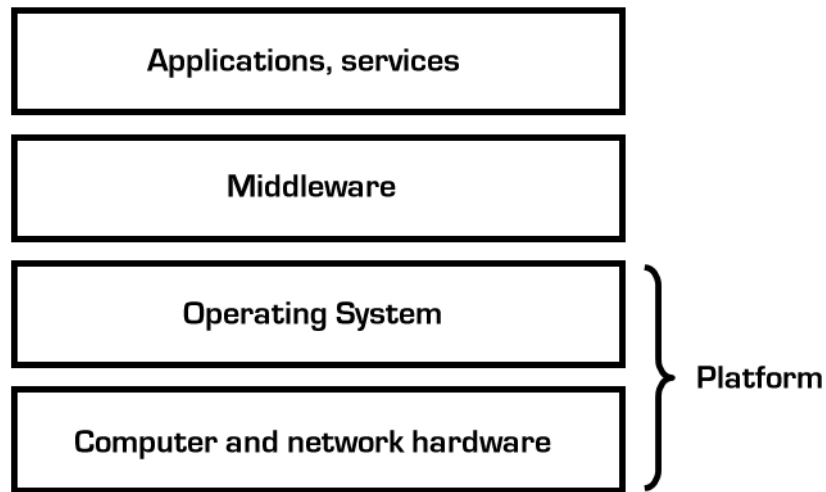 Applications, services
Middleware
Operating System
Platform
Computer and network hardware